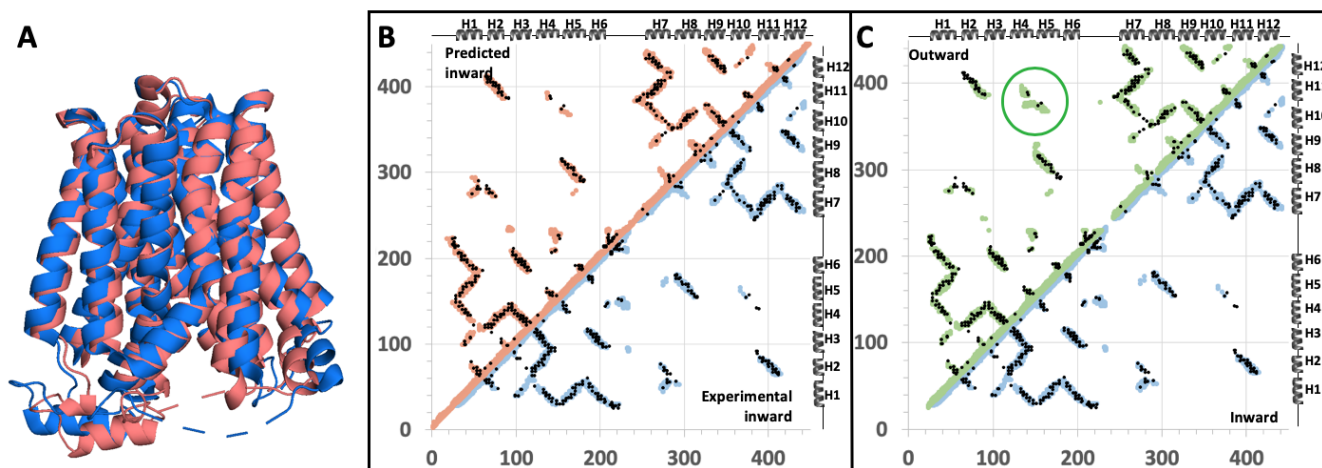 A
B
H1 H2 H3 H4 H5 H6 H7 H8 H9 H10 H11 H12
Predicted
inward
Experimental
inward
400
300
200
100
0
0 100 200 300 400
H12
H11
H10
H9
H8
H7
H6
H5
H4
H3
H2
H1
C
H1 H2 H3 H4 H5 H6 H7 H8 H9 H10 H11 H12
Outward
Inward
400
300
200
100
0
0 100 200 300 400
H9
H8
H7
H6
H5
H4
H3
H2
H1